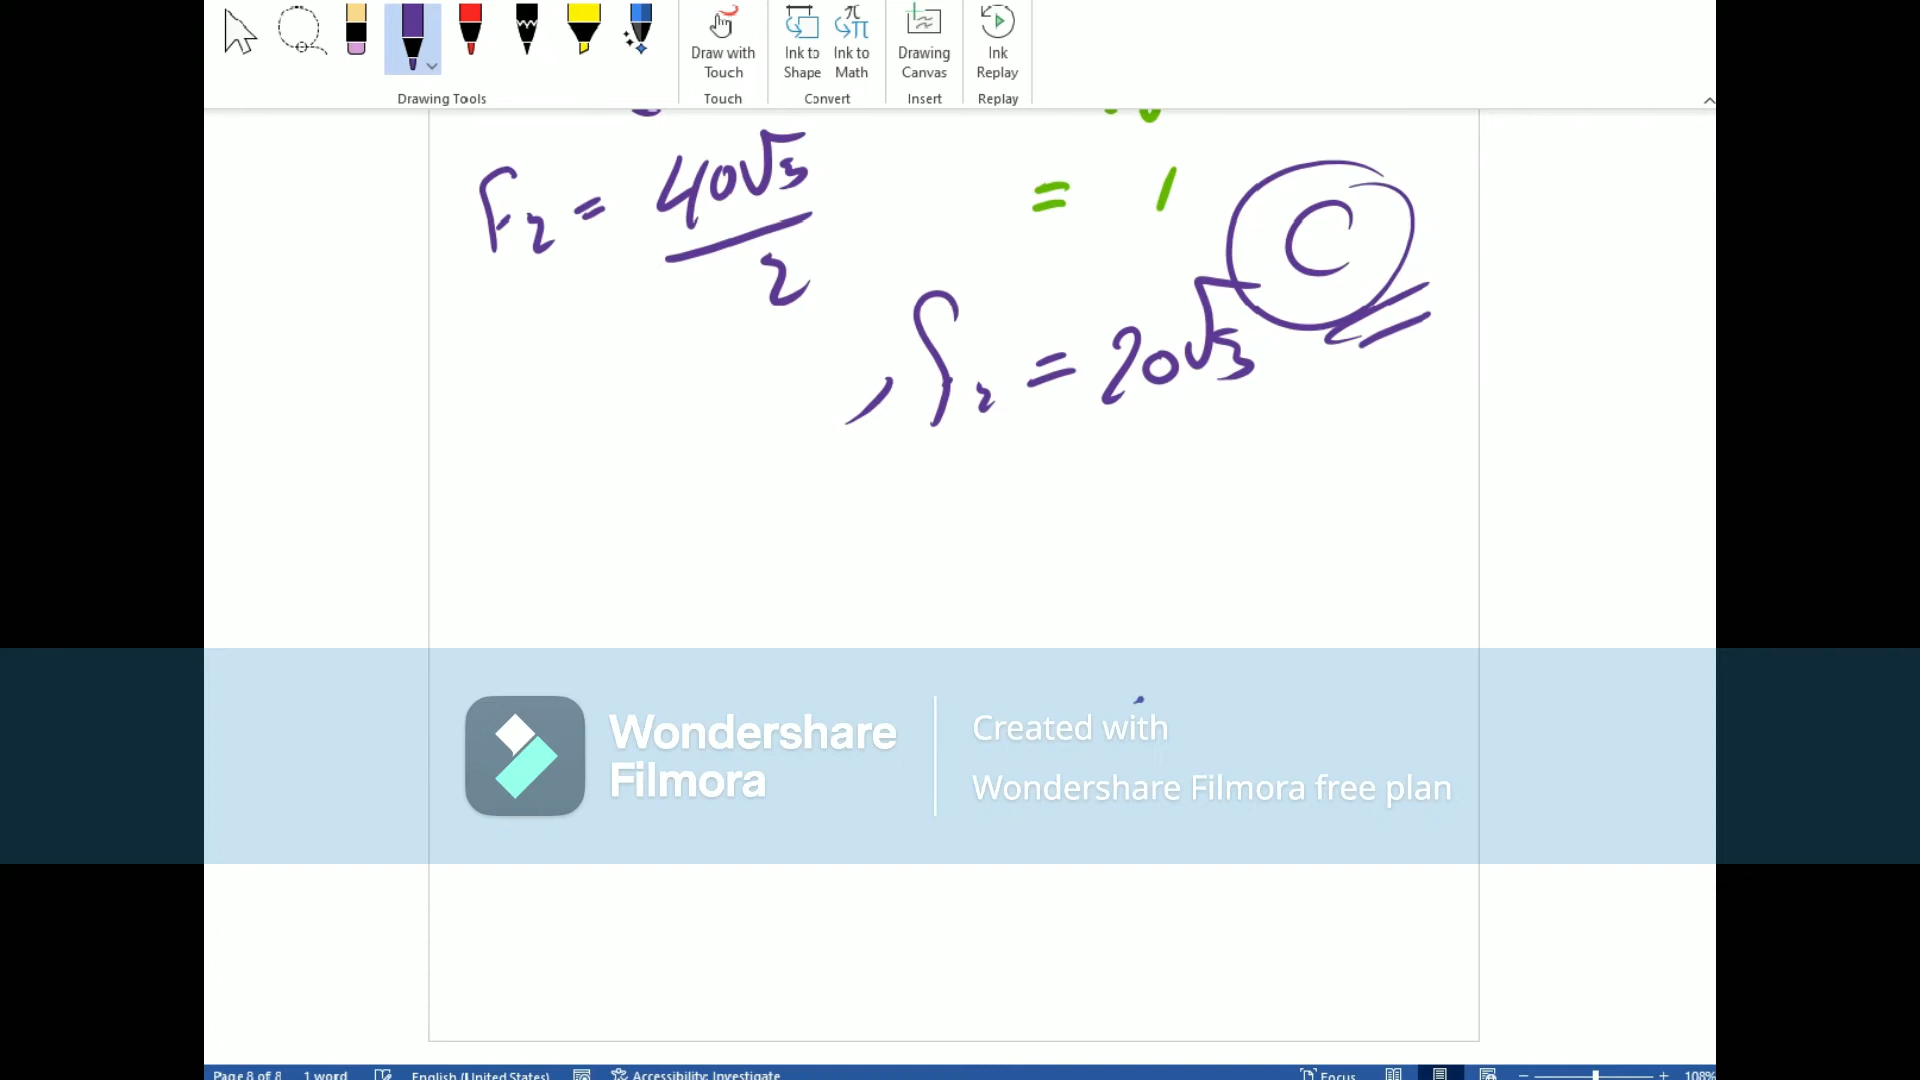 Draw with Touch
Ink to Shape
Ink to Math
Drawing Canvas
Ink Replay
Drawing Tools
Touch
Convert
Insert
Replay
F₂ = 40√3 / 2
= 1
C
, F₂ = 20√3
Wondershare Filmora
Created with
Wondershare Filmora free plan
Page 8 of 8 1 word English (United States) Accessibility: Investigate Focus 108%